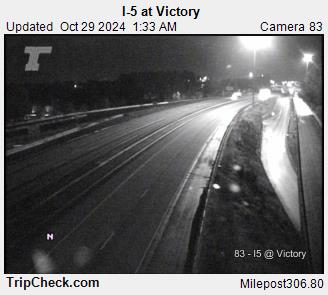 I-5 at Victory
Updated Oct 29 2024 1:33 AM Camera 83
T
N
83 - I5 @ Victory
TripCheck.com Milepost306.80